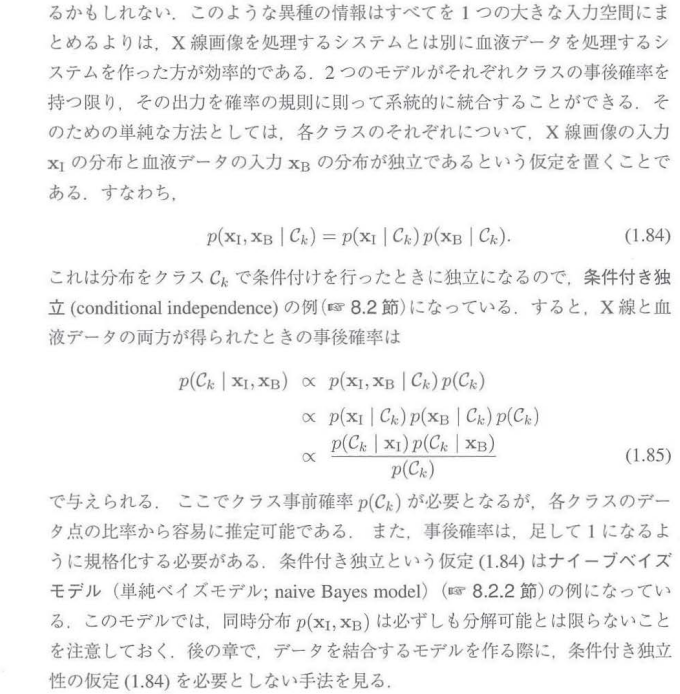 るかもしれない．このような異種の情報はすべてを 1 つの大きな入力空間にま
とめるよりは，X 線画像を処理するシステムとは別に血液データを処理するシ
ステムを作った方が効率的である．2 つのモデルがそれぞれクラスの事後確率を
持つ限り，その出力を確率の規則に則って系統的に統合することができる．そ
のための単純な方法としては，各クラスのそれぞれについて，X 線画像の入力
x_I の分布と血液データの入力 x_B の分布が独立であるという仮定を置くことで
ある．すなわち，
p(x_I, x_B | C_k) = p(x_I | C_k) p(x_B | C_k). (1.84)
これは分布をクラス C_k で条件付けを行ったときに独立になるので，条件付き独
立 (conditional independence) の例(☞ 8.2 節)になっている．すると，X 線と血
液データの両方が得られたときの事後確率は
p(C_k | x_I, x_B) ∝ p(x_I, x_B | C_k) p(C_k)
∝ p(x_I | C_k) p(x_B | C_k) p(C_k)
∝ p(C_k | x_I) p(C_k | x_B) / p(C_k) (1.85)
で与えられる． ここでクラス事前確率 p(C_k) が必要となるが，各クラスのデー
タ点の比率から容易に推定可能である． また，事後確率は，足して 1 になるよ
うに規格化する必要がある．条件付き独立という仮定 (1.84) はナイーブベイズ
モデル（単純ベイズモデル; naive Bayes model）(☞ 8.2.2 節)の例になってい
る．このモデルでは，同時分布 p(x_I, x_B) は必ずしも分解可能とは限らないこと
を注意しておく．後の章で，データを結合するモデルを作る際に，条件付き独立
性の仮定 (1.84) を必要としない手法を見る．